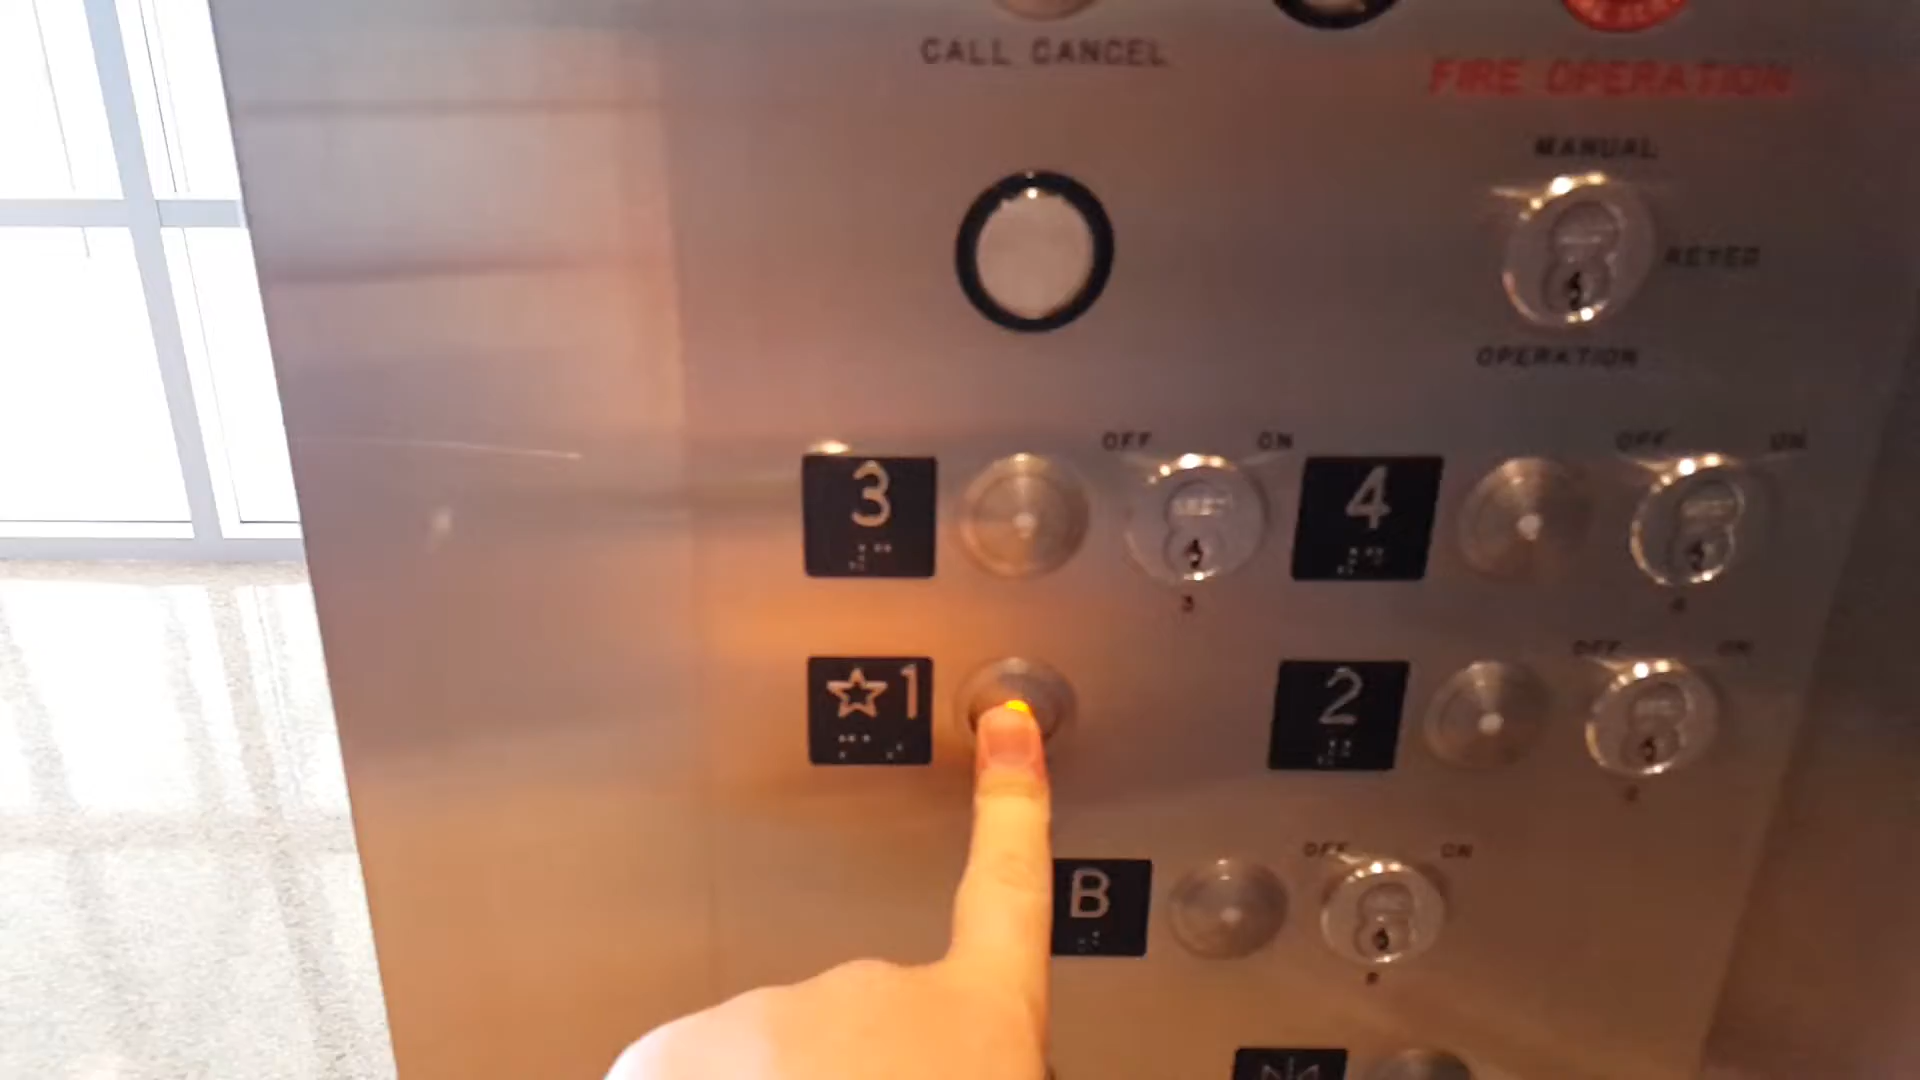 CALL CANCEL
FIRE OPERATION
MANUAL
KEYED
OPERATION
OFF ON
OFF ON
3
4
3
OFF ON
☆1
2
OFF ON
B